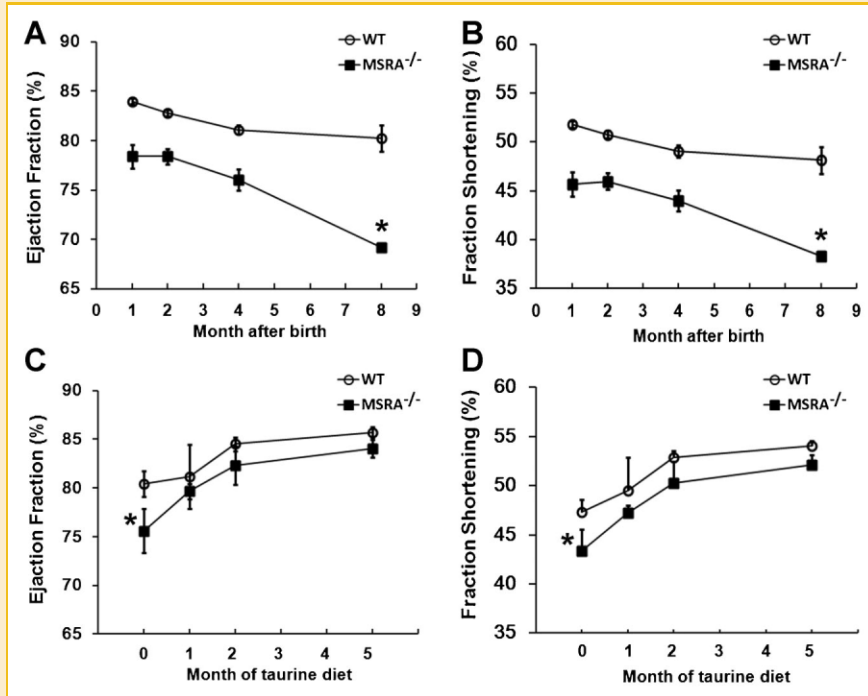 A
WT
MSRA-/-
Ejaction Fraction (%)
90
85
80
75
70
65
*
0 1 2 3 4 5 6 7 8 9
Month after birth
B
WT
MSRA-/-
Fraction Shortening (%)
60
55
50
45
40
35
*
0 1 2 3 4 5 6 7 8 9
Month after birth
C
WT
MSRA-/-
Ejaction Fraction (%)
90
85
80
75
70
65
*
0 1 2 3 4 5
Month of taurine diet
D
WT
MSRA-/-
Fraction Shortening (%)
60
55
50
45
40
35
*
0 1 2 3 4 5
Month of taurine diet